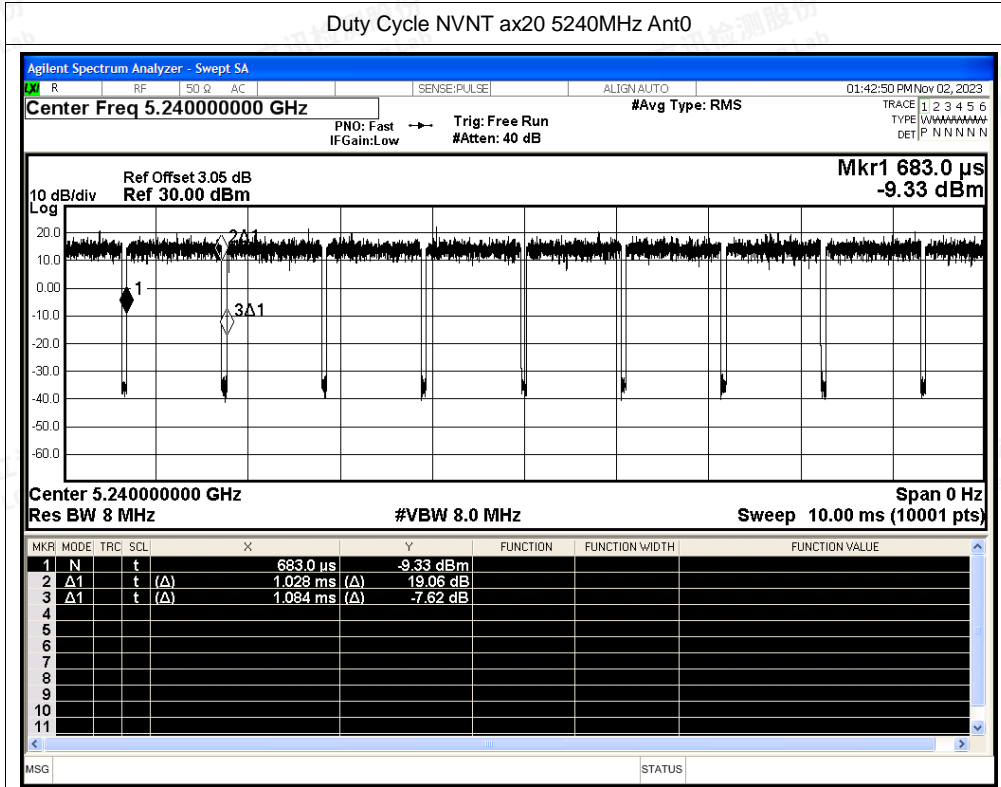 Duty Cycle NVNT ax20 5240MHz Ant0
Agilent Spectrum Analyzer - Swept SA
LXI R RF 50 Ω AC SENSE:PULSE ALIGN AUTO 01:42:50 PM Nov 02, 2023
Center Freq 5.240000000 GHz #Avg Type: RMS TRACE 1 2 3 4 5 6
PNO: Fast Trig: Free Run TYPE WWWWWW
IFGain:Low #Atten: 40 dB DET P N N N N N
Mkr1 683.0 µs
-9.33 dBm
Ref Offset 3.05 dB
10 dB/div Ref 30.00 dBm
Log
20.0
10.0
0.00
-10.0
-20.0
-30.0
-40.0
-50.0
-60.0
2Δ1
1
3Δ1
Center 5.240000000 GHz Span 0 Hz
Res BW 8 MHz #VBW 8.0 MHz Sweep 10.00 ms (10001 pts)
MKR MODE TRC SCL X Y FUNCTION FUNCTION WIDTH FUNCTION VALUE
1 N t 683.0 µs -9.33 dBm
2 Δ1 t (Δ) 1.028 ms (Δ) 19.06 dB
3 Δ1 t (Δ) 1.084 ms (Δ) -7.62 dB
4
5
6
7
8
9
10
11
MSG STATUS